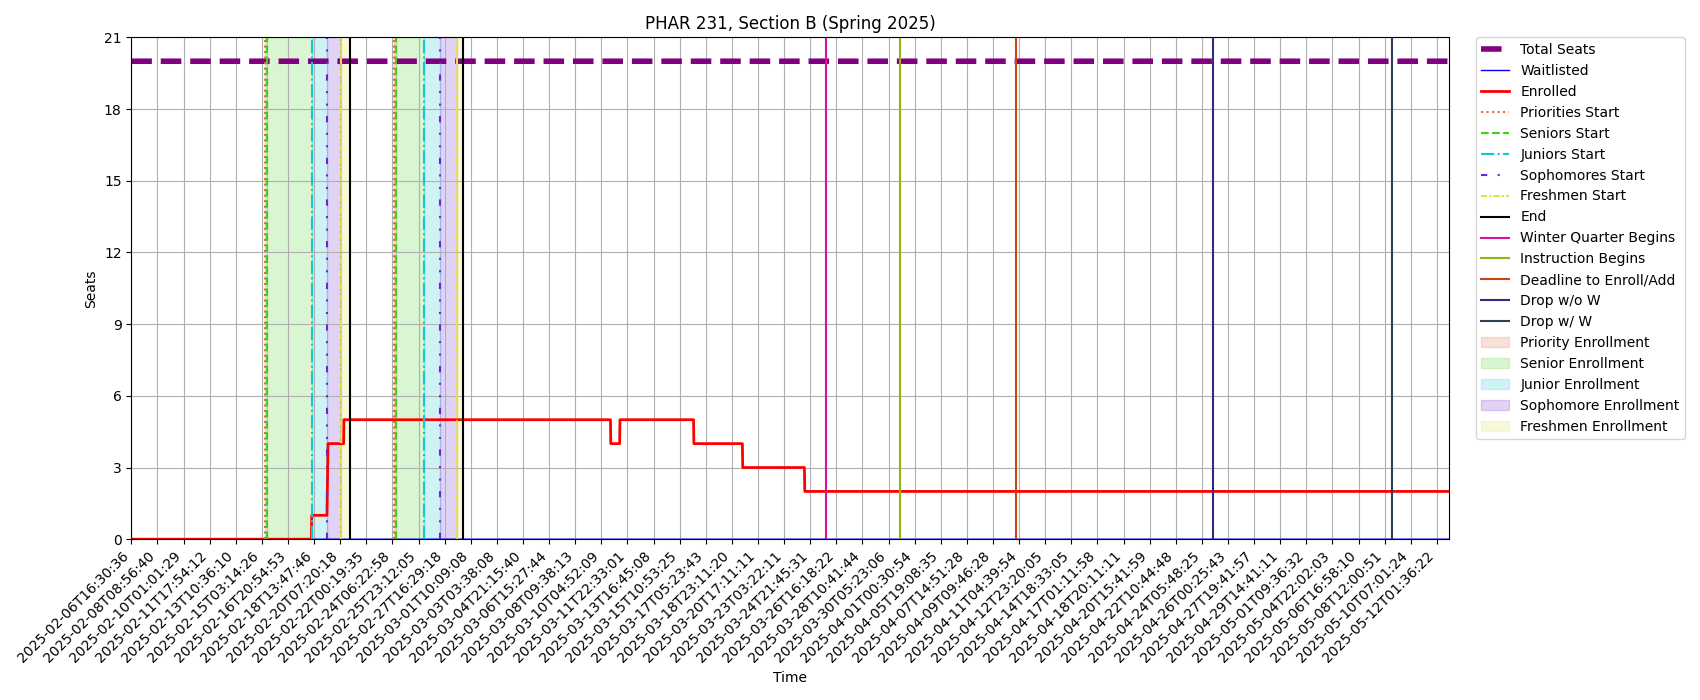 PHAR 231, Section B (Spring 2025)
Seats
21
18
15
12
9
6
3
0
2025-02-06T16:30:36
2025-02-08T08:56:40
2025-02-10T01:01:29
2025-02-11T17:54:12
2025-02-13T10:36:10
2025-02-15T03:14:26
2025-02-16T20:54:53
2025-02-18T13:47:46
2025-02-20T07:20:18
2025-02-22T00:19:35
2025-02-24T06:22:58
2025-02-25T23:12:05
2025-02-27T16:29:18
2025-03-01T10:09:08
2025-03-03T03:38:08
2025-03-04T21:15:40
2025-03-06T15:27:44
2025-03-08T09:38:13
2025-03-10T04:52:09
2025-03-11T22:33:01
2025-03-13T16:45:08
2025-03-15T10:53:25
2025-03-17T05:23:43
2025-03-18T23:11:20
2025-03-20T17:11:11
2025-03-23T03:22:11
2025-03-24T21:45:31
2025-03-26T16:18:22
2025-03-28T10:41:44
2025-03-30T05:23:06
2025-04-01T00:30:54
2025-04-05T19:08:35
2025-04-07T14:51:28
2025-04-09T09:46:28
2025-04-11T04:39:54
2025-04-12T23:20:05
2025-04-14T18:33:05
2025-04-17T01:11:58
2025-04-18T20:11:11
2025-04-20T15:41:59
2025-04-22T10:44:48
2025-04-24T05:48:25
2025-04-26T00:25:43
2025-04-27T19:41:57
2025-04-29T14:41:11
2025-05-01T09:36:32
2025-05-04T22:02:03
2025-05-06T16:58:10
2025-05-08T12:00:51
2025-05-10T07:01:24
2025-05-12T01:36:22
Time
Total Seats
Waitlisted
Enrolled
Priorities Start
Seniors Start
Juniors Start
Sophomores Start
Freshmen Start
End
Winter Quarter Begins
Instruction Begins
Deadline to Enroll/Add
Drop w/o W
Drop w/ W
Priority Enrollment
Senior Enrollment
Junior Enrollment
Sophomore Enrollment
Freshmen Enrollment